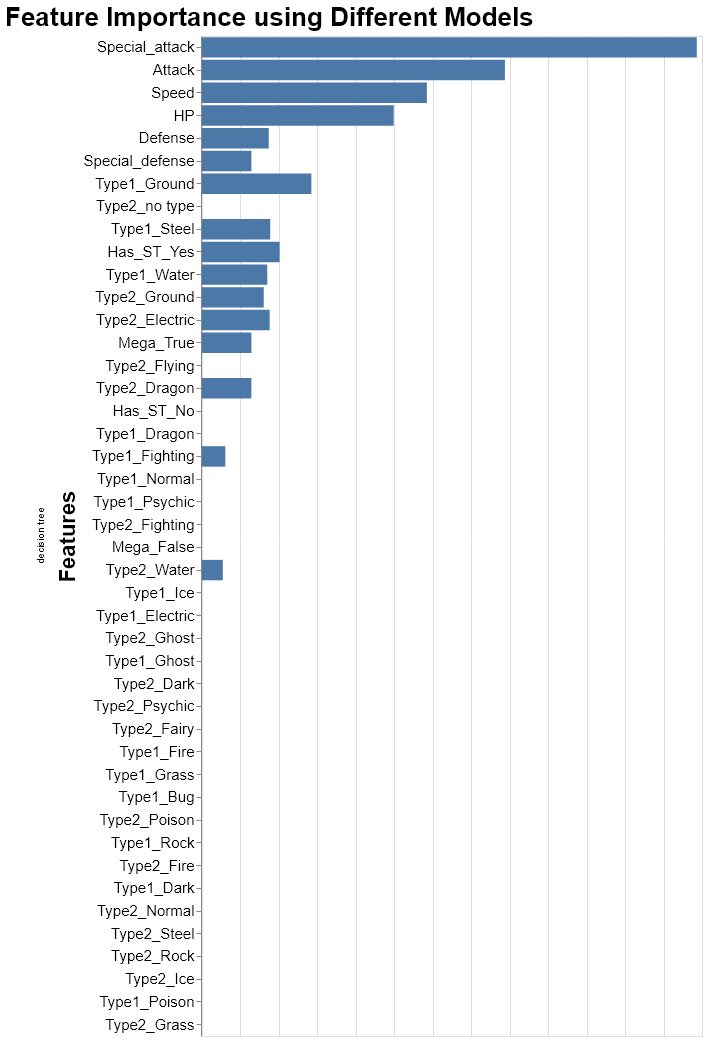 Feature Importance using Different Models
Special_attack
Attack
Speed
HP
Defense
Special_defense
Type1_Ground
Type2_no type
Type1_Steel
Has_ST_Yes
Type1_Water
Type2_Ground
Type2_Electric
Mega_True
Type2_Flying
Type2_Dragon
Has_ST_No
Type1_Dragon
Type1_Fighting
Type1_Normal
Type1_Psychic
Type2_Fighting
Mega_False
Type2_Water
Type1_Ice
Type1_Electric
Type2_Ghost
Type1_Ghost
Type2_Dark
Type2_Psychic
Type2_Fairy
Type1_Fire
Type1_Grass
Type1_Bug
Type2_Poison
Type1_Rock
Type2_Fire
Type1_Dark
Type2_Normal
Type2_Steel
Type2_Rock
Type2_Ice
Type1_Poison
Type2_Grass
decision tree
Features